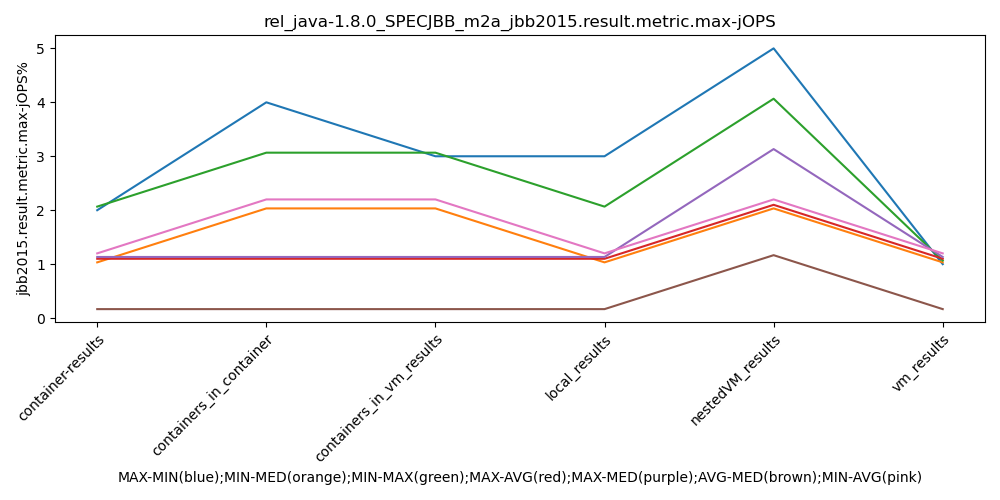 rel_java-1.8.0_SPECJBB_m2a_jbb2015.result.metric.max-jOPS
jbb2015.result.metric.max-jOPS%
5
4
3
2
1
0
container-results
containers_in_container
containers_in_vm_results
local_results
nestedVM_results
vm_results
MAX-MIN(blue);MIN-MED(orange);MIN-MAX(green);MAX-AVG(red);MAX-MED(purple);AVG-MED(brown);MIN-AVG(pink)